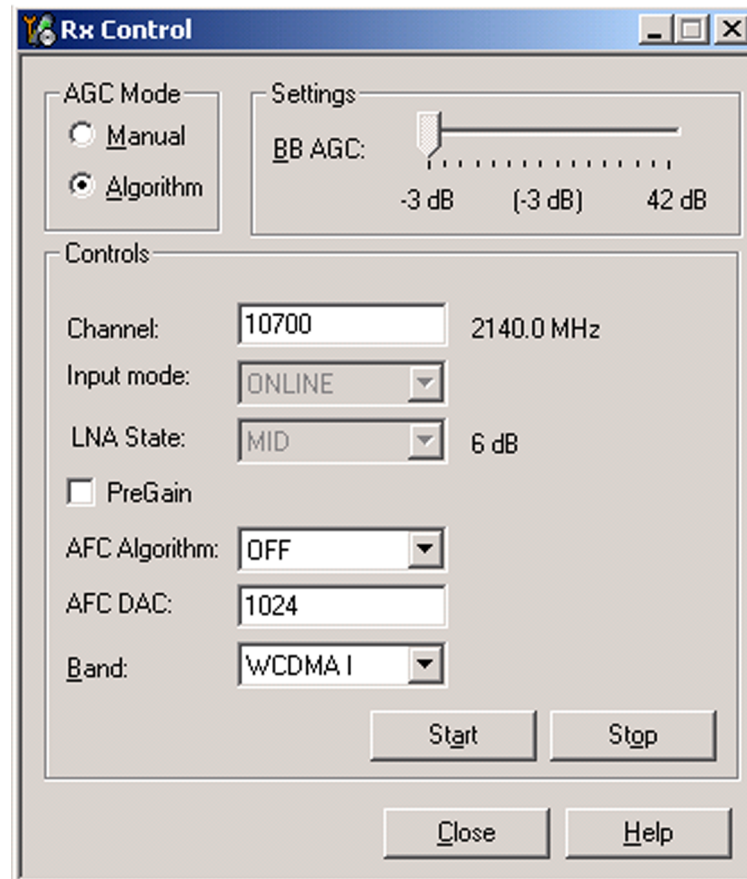 Rx Control
AGC Mode
Manual
Algorithm
Settings
BB AGC:
-3 dB (-3 dB) 42 dB
Controls
Channel: 10700 2140.0 MHz
Input mode: ONLINE
LNA State: MID 6 dB
PreGain
AFC Algorithm: OFF
AFC DAC: 1024
Band: WCDMA I
Start Stop
Close Help